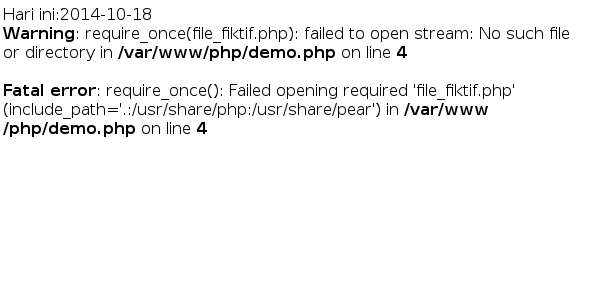 Hari ini:2014-10-18
Warning: require_once(file_fiktif.php): failed to open stream: No such file
or directory in /var/www/php/demo.php on line 4
Fatal error: require_once(): Failed opening required 'file_fiktif.php'
(include_path='.:/usr/share/php:/usr/share/pear') in /var/www
/php/demo.php on line 4